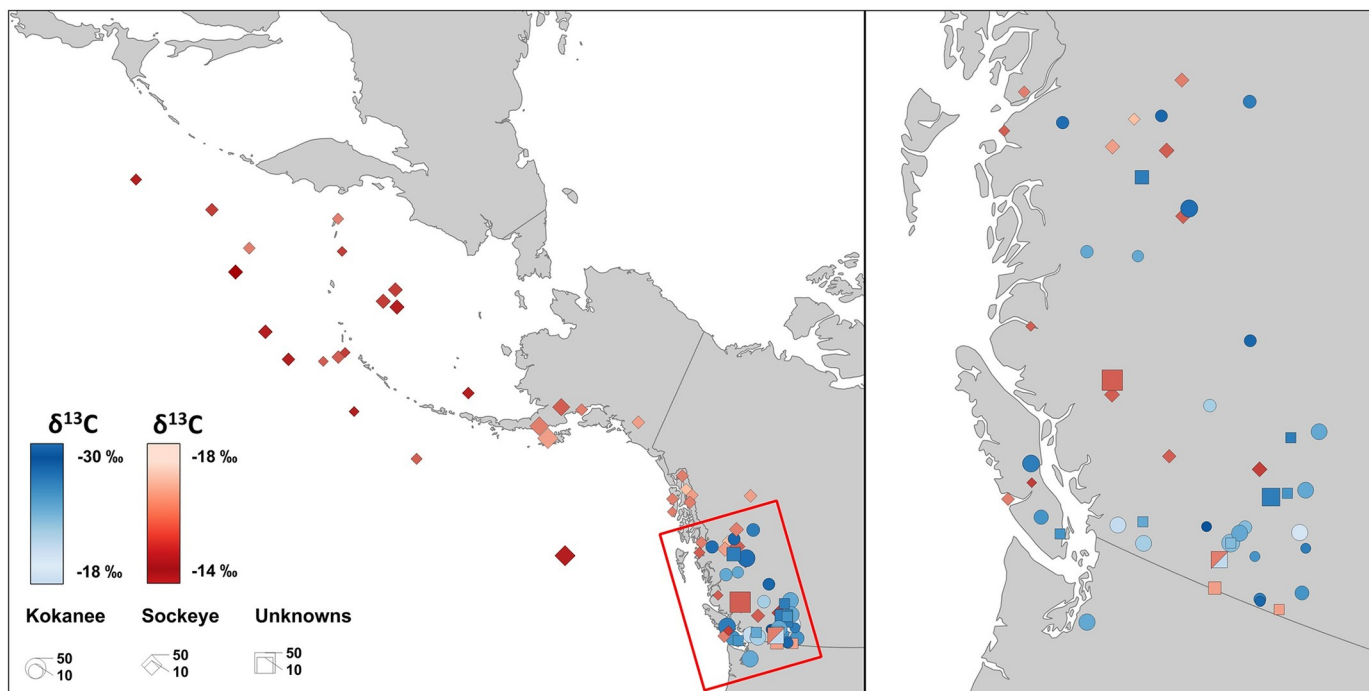 δ13C δ13C
-30 ‰ -18 ‰
-18 ‰ -14 ‰
Kokanee Sockeye Unknowns
50 50 50
10 10 10